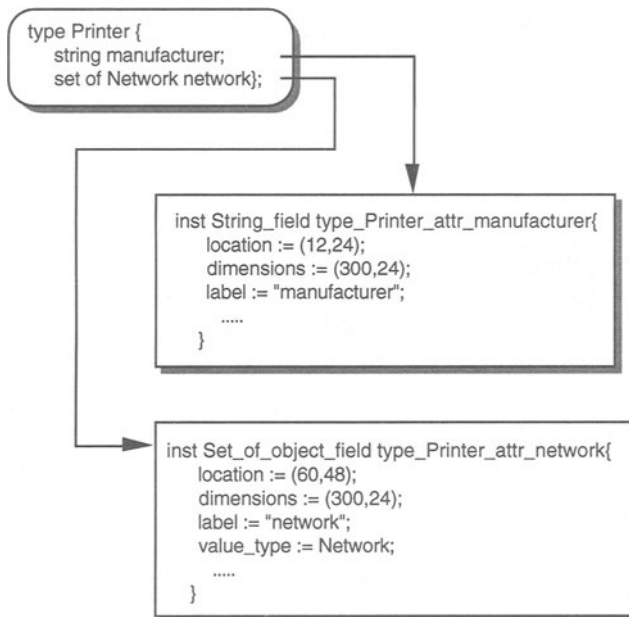 type Printer {
string manufacturer;
set of Network network};
inst String_field type_Printer_attr_manufacturer{
location := (12,24);
dimensions := (300,24);
label := "manufacturer";
.....
}
inst Set_of_object_field type_Printer_attr_network{
location := (60,48);
dimensions := (300,24);
label := "network";
value_type := Network;
.....
}